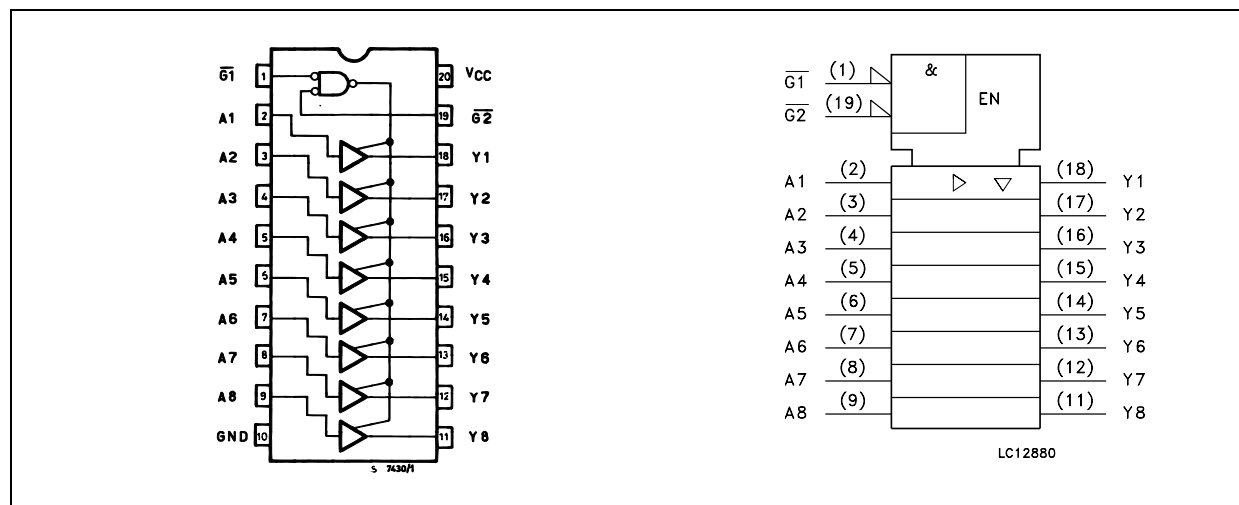 G1 1 20 VCC
A1 2 19 G2
A2 3 18 Y1
A3 4 17 Y2
A4 5 16 Y3
A5 6 15 Y4
A6 7 14 Y5
A7 8 13 Y6
A8 9 12 Y7
GND 10 11 Y8
S 7430/1
G1 (1) &
G2 (19) EN
A1 (2) (18) Y1
A2 (3) (17) Y2
A3 (4) (16) Y3
A4 (5) (15) Y4
A5 (6) (14) Y5
A6 (7) (13) Y6
A7 (8) (12) Y7
A8 (9) (11) Y8
LC12880